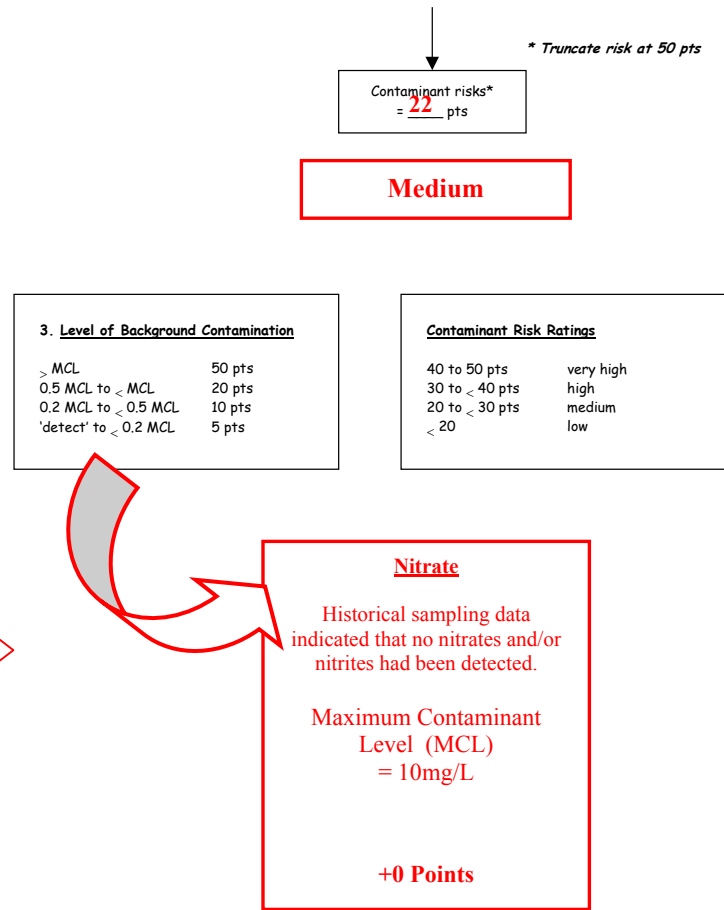 * Truncate risk at 50 pts
Contaminant risks*
= 22 pts
Medium
3. Level of Background Contamination
> MCL 50 pts
0.5 MCL to < MCL 20 pts
0.2 MCL to < 0.5 MCL 10 pts
'detect' to < 0.2 MCL 5 pts
Contaminant Risk Ratings
40 to 50 pts very high
30 to < 40 pts high
20 to < 30 pts medium
< 20 low
Nitrate
Historical sampling data
indicated that no nitrates and/or
nitrites had been detected.
Maximum Contaminant
Level (MCL)
= 10mg/L
+0 Points